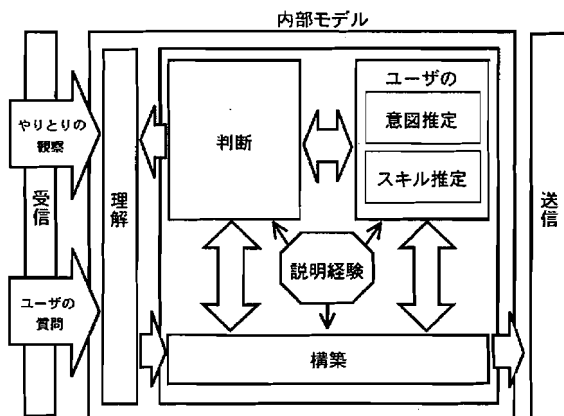 内部モデル
受信
やりとりの
観察
ユーザの
質問
理解
判断
ユーザの
意図推定
スキル推定
説明経験
構築
送信